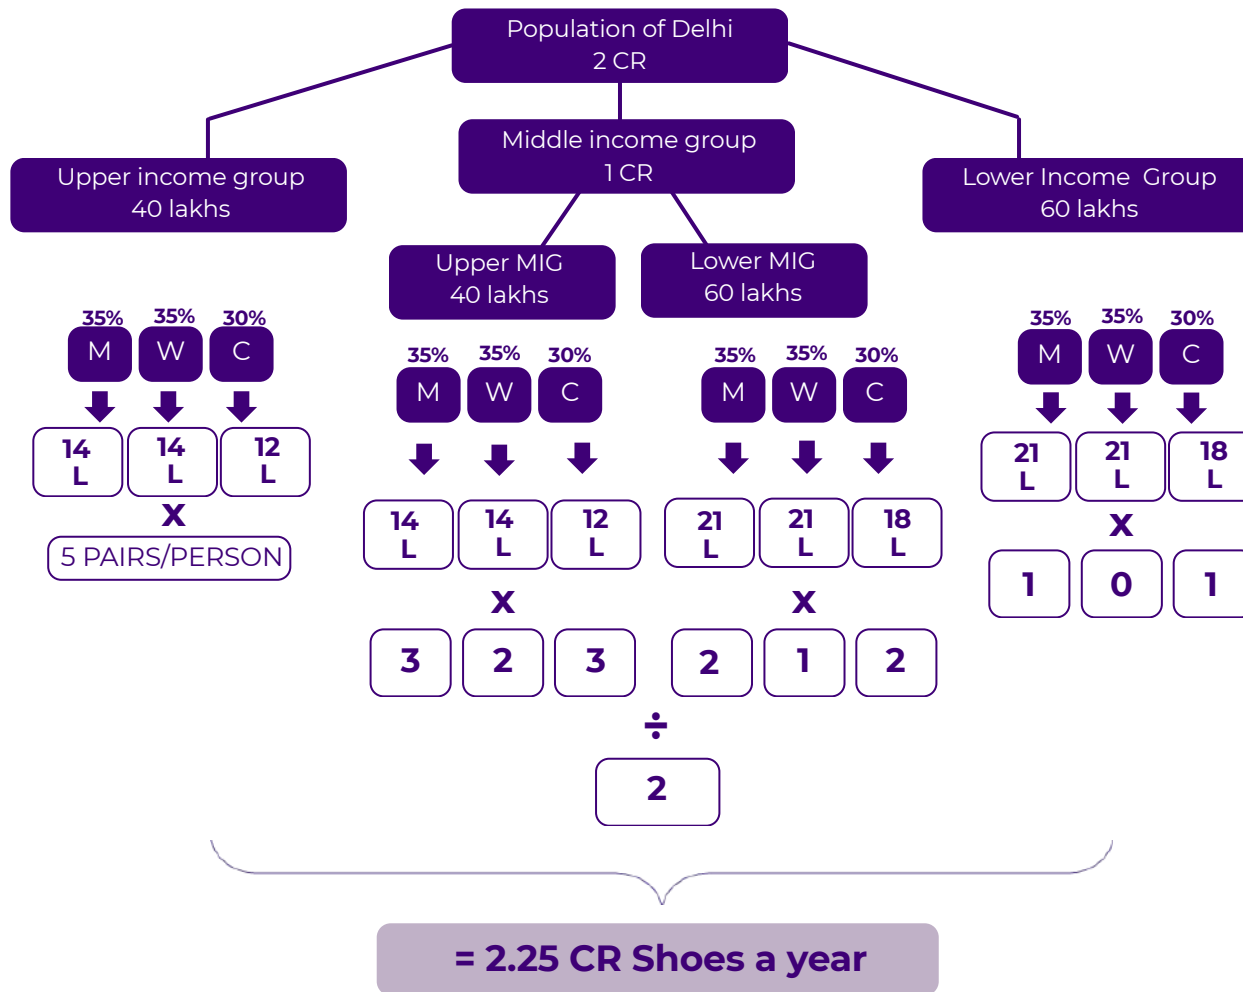 Population of Delhi
2 CR
Middle income group
1 CR
Upper income group
40 lakhs
Lower Income Group
60 lakhs
Upper MIG
40 lakhs
Lower MIG
60 lakhs
35% 35% 30%
M W C
14 L 14 L 12 L
X
5 PAIRS/PERSON
35% 35% 30%
M W C
14 L 14 L 12 L
X
3 2 3
35% 35% 30%
M W C
21 L 21 L 18 L
X
2 1 2
35% 35% 30%
M W C
21 L 21 L 18 L
X
1 0 1
÷
2
= 2.25 CR Shoes a year